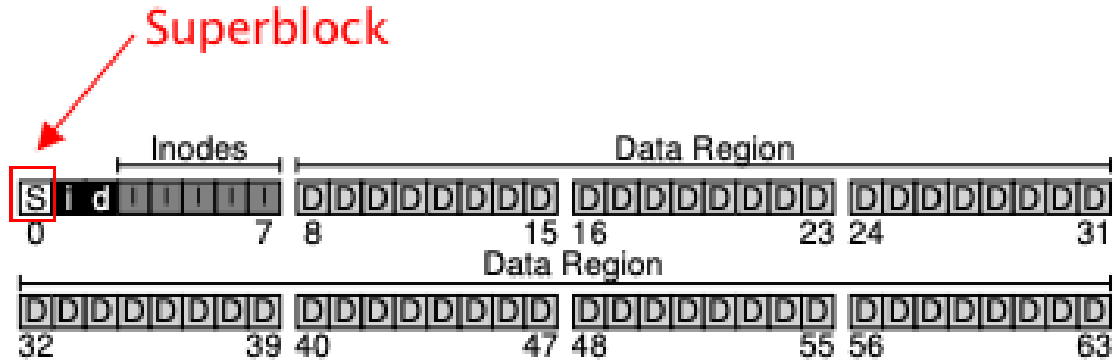 Superblock
Inodes Data Region
S i d I I I I I D D D D D D D D D D D D D D D D D D D D D D D D
0 7 8 15 16 23 24 31
Data Region
D D D D D D D D D D D D D D D D D D D D D D D D D D D D D D D D
32 39 40 47 48 55 56 63